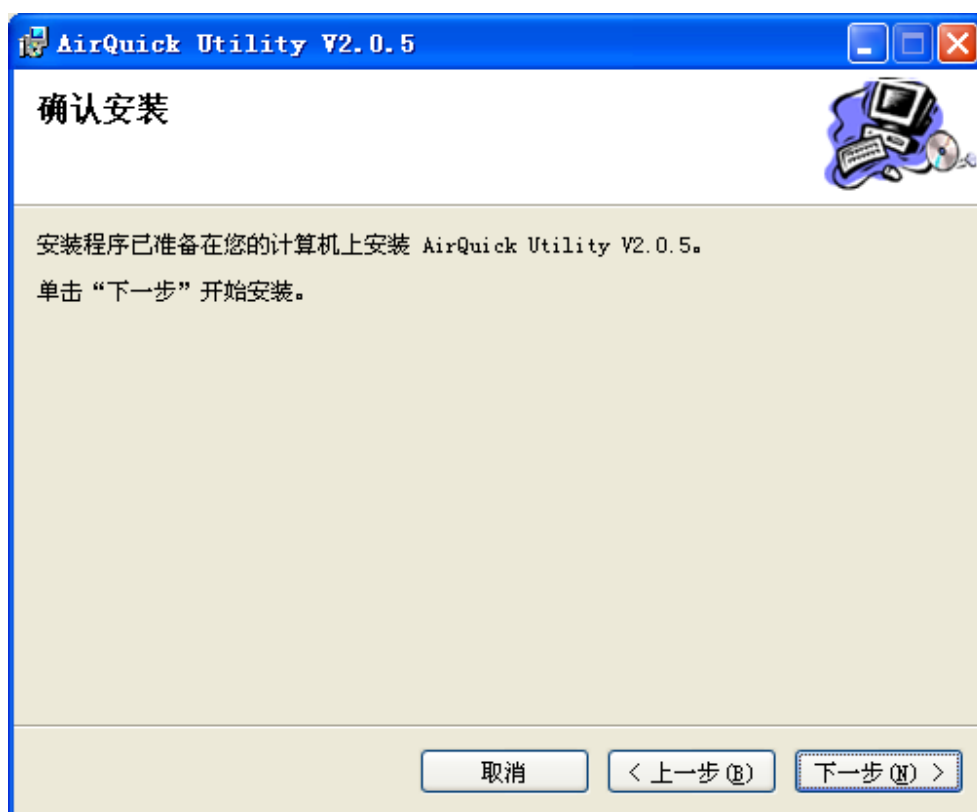 AirQuick Utility V2.0.5
确认安装
安装程序已准备在您的计算机上安装 AirQuick Utility V2.0.5。
单击“下一步”开始安装。
取消
< 上一步(B)
下一步(N) >